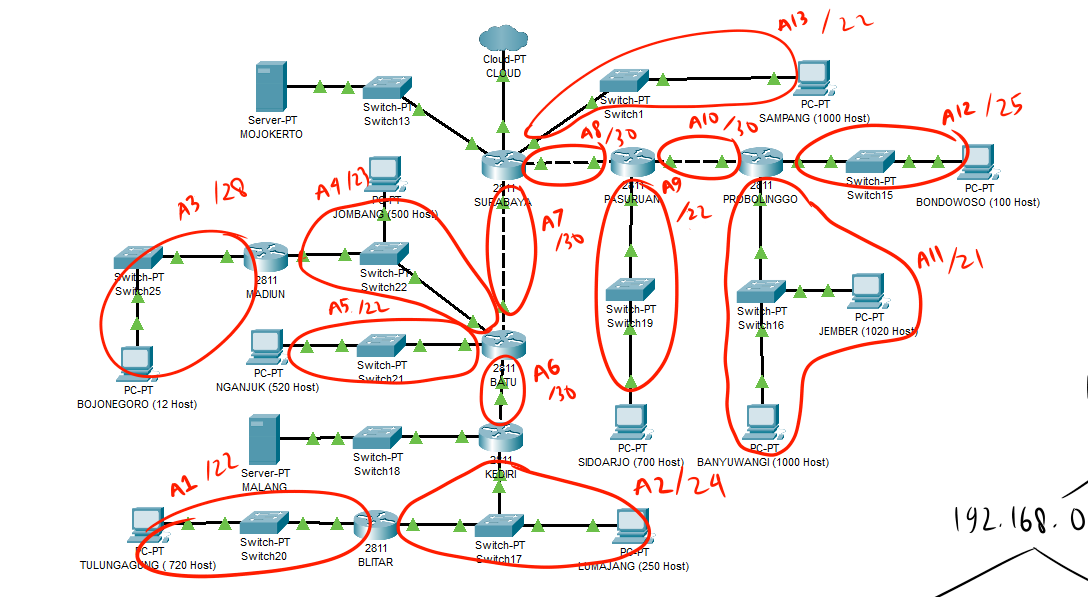 A13 / 22
Cloud-PT
CLOUD
Server-PT
MOJOKERTO
Switch-PT
Switch13
Switch-PT
Switch1
PC-PT
SAMPANG (1000 Host)
A8 /30
A10 /30
A12 /25
2811
SURABAYA
2811
PASURUAN
2811
PROBOLINGGO
Switch-PT
Switch15
PC-PT
BONDOWOSO (100 Host)
A3 /28
A4 /23
PC-PT
JOMBANG (500 Host)
A7
/30
A9
/22
Switch-PT
Switch25
2811
MADIUN
Switch-PT
Switch22
A11 /21
Switch-PT
Switch19
Switch-PT
Switch16
PC-PT
JEMBER (1020 Host)
A5 /22
PC-PT
NGANJUK (520 Host)
Switch-PT
Switch21
2811
BATU
A6
/30
PC-PT
BOJONEGORO (12 Host)
Server-PT
MALANG
Switch-PT
Switch18
2811
KEDIRI
PC-PT
SIDOARJO (700 Host)
PC-PT
BANYUWANGI (1000 Host)
A1 /22
A2 /24
PC-PT
TULUNGAGUNG ( 720 Host)
Switch-PT
Switch20
2811
BLITAR
Switch-PT
Switch17
PC-PT
LUMAJANG (250 Host)
192.168.0